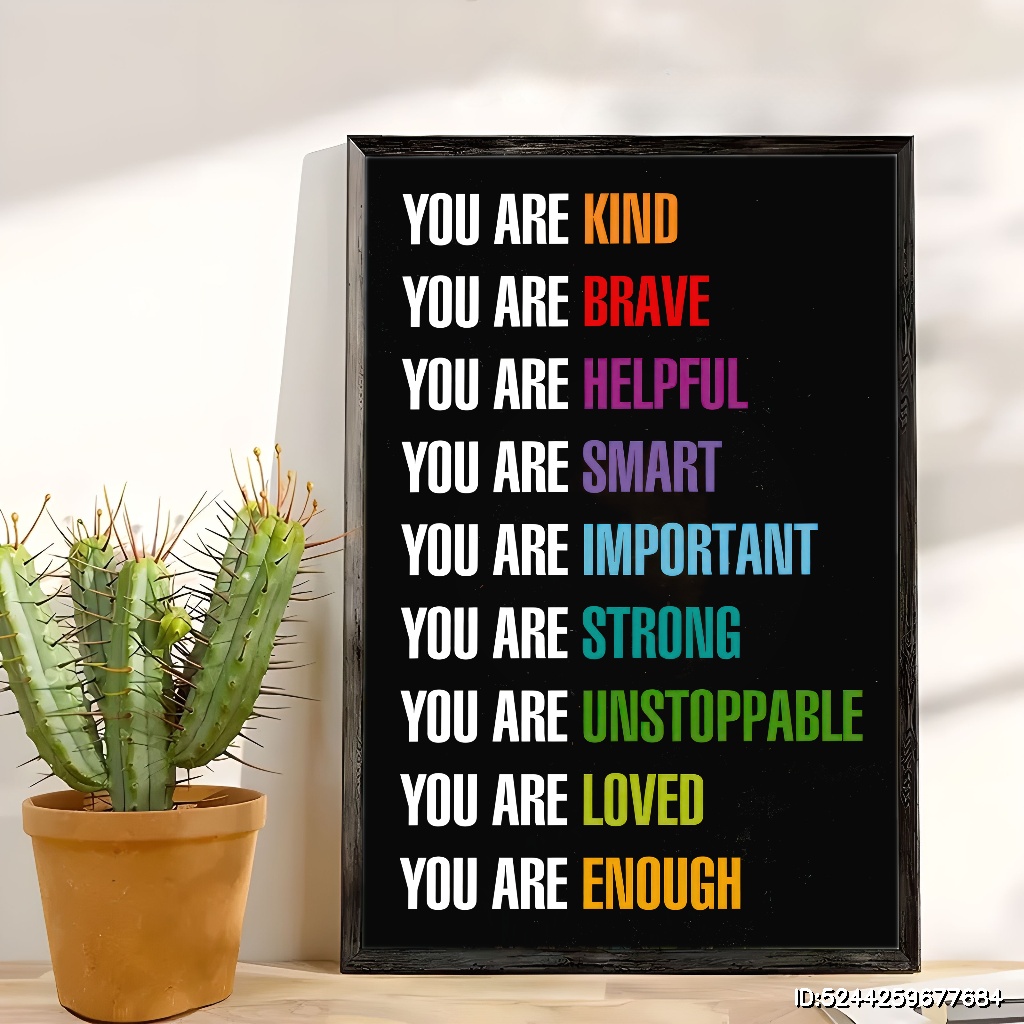 YOU ARE KIND
YOU ARE BRAVE
YOU ARE HELPFUL
YOU ARE SMART
YOU ARE IMPORTANT
YOU ARE STRONG
YOU ARE UNSTOPPABLE
YOU ARE LOVED
YOU ARE ENOUGH
ID:5244259677684